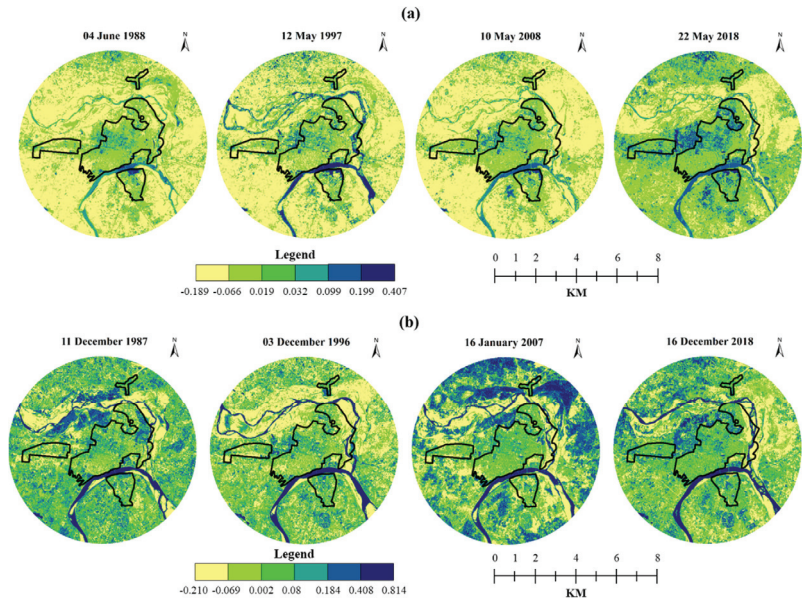 (a)
04 June 1988
N
12 May 1997
N
10 May 2008
N
22 May 2018
N
Legend
-0.189 -0.066 0.019 0.032 0.099 0.199 0.407
0 1 2 4 6 8
KM
(b)
11 December 1987
N
03 December 1996
N
16 January 2007
N
16 December 2018
N
Legend
-0.210 -0.069 0.002 0.08 0.184 0.408 0.814
0 1 2 4 6 8
KM